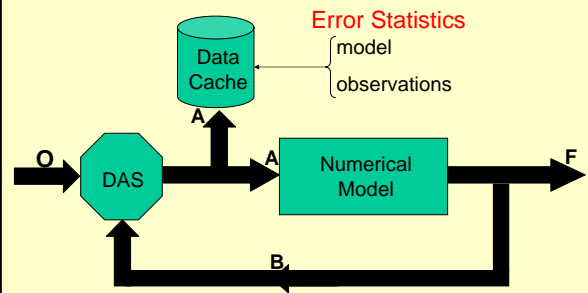 Error Statistics
model
observations
Data
Cache
A
O
DAS
A
Numerical
Model
F
B